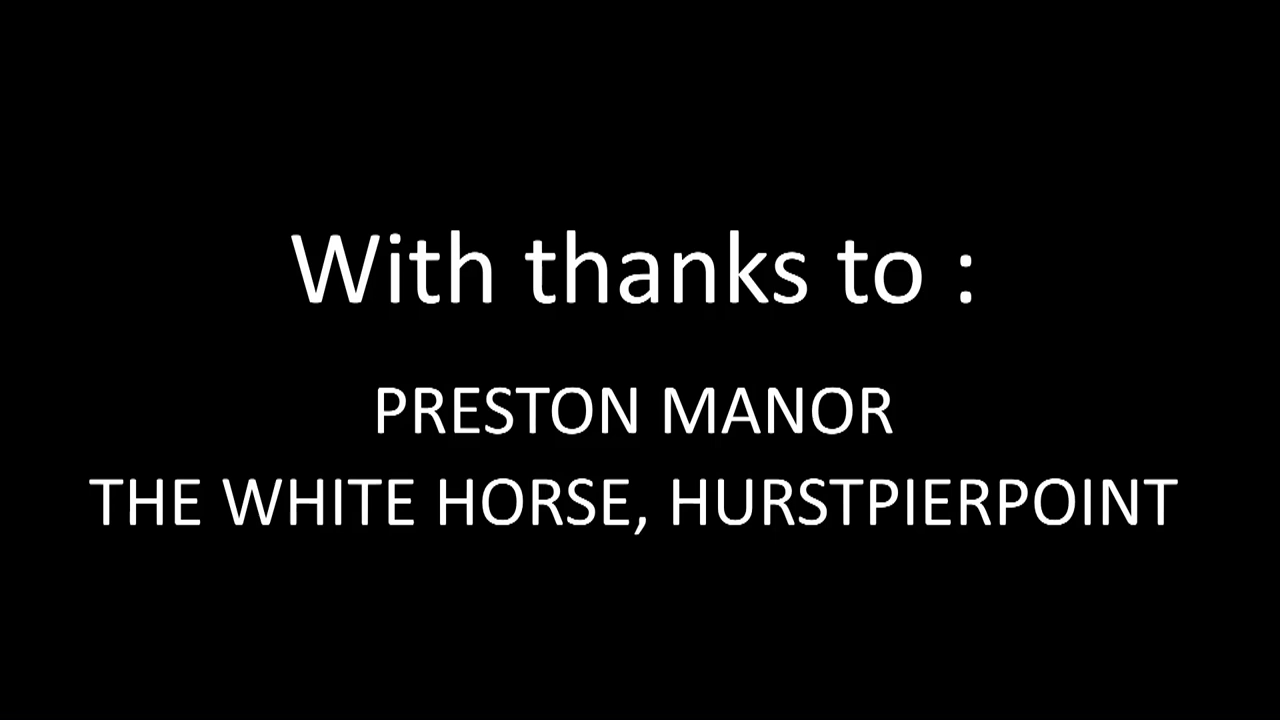 With thanks to :
PRESTON MANOR
THE WHITE HORSE, HURSTPIERPOINT